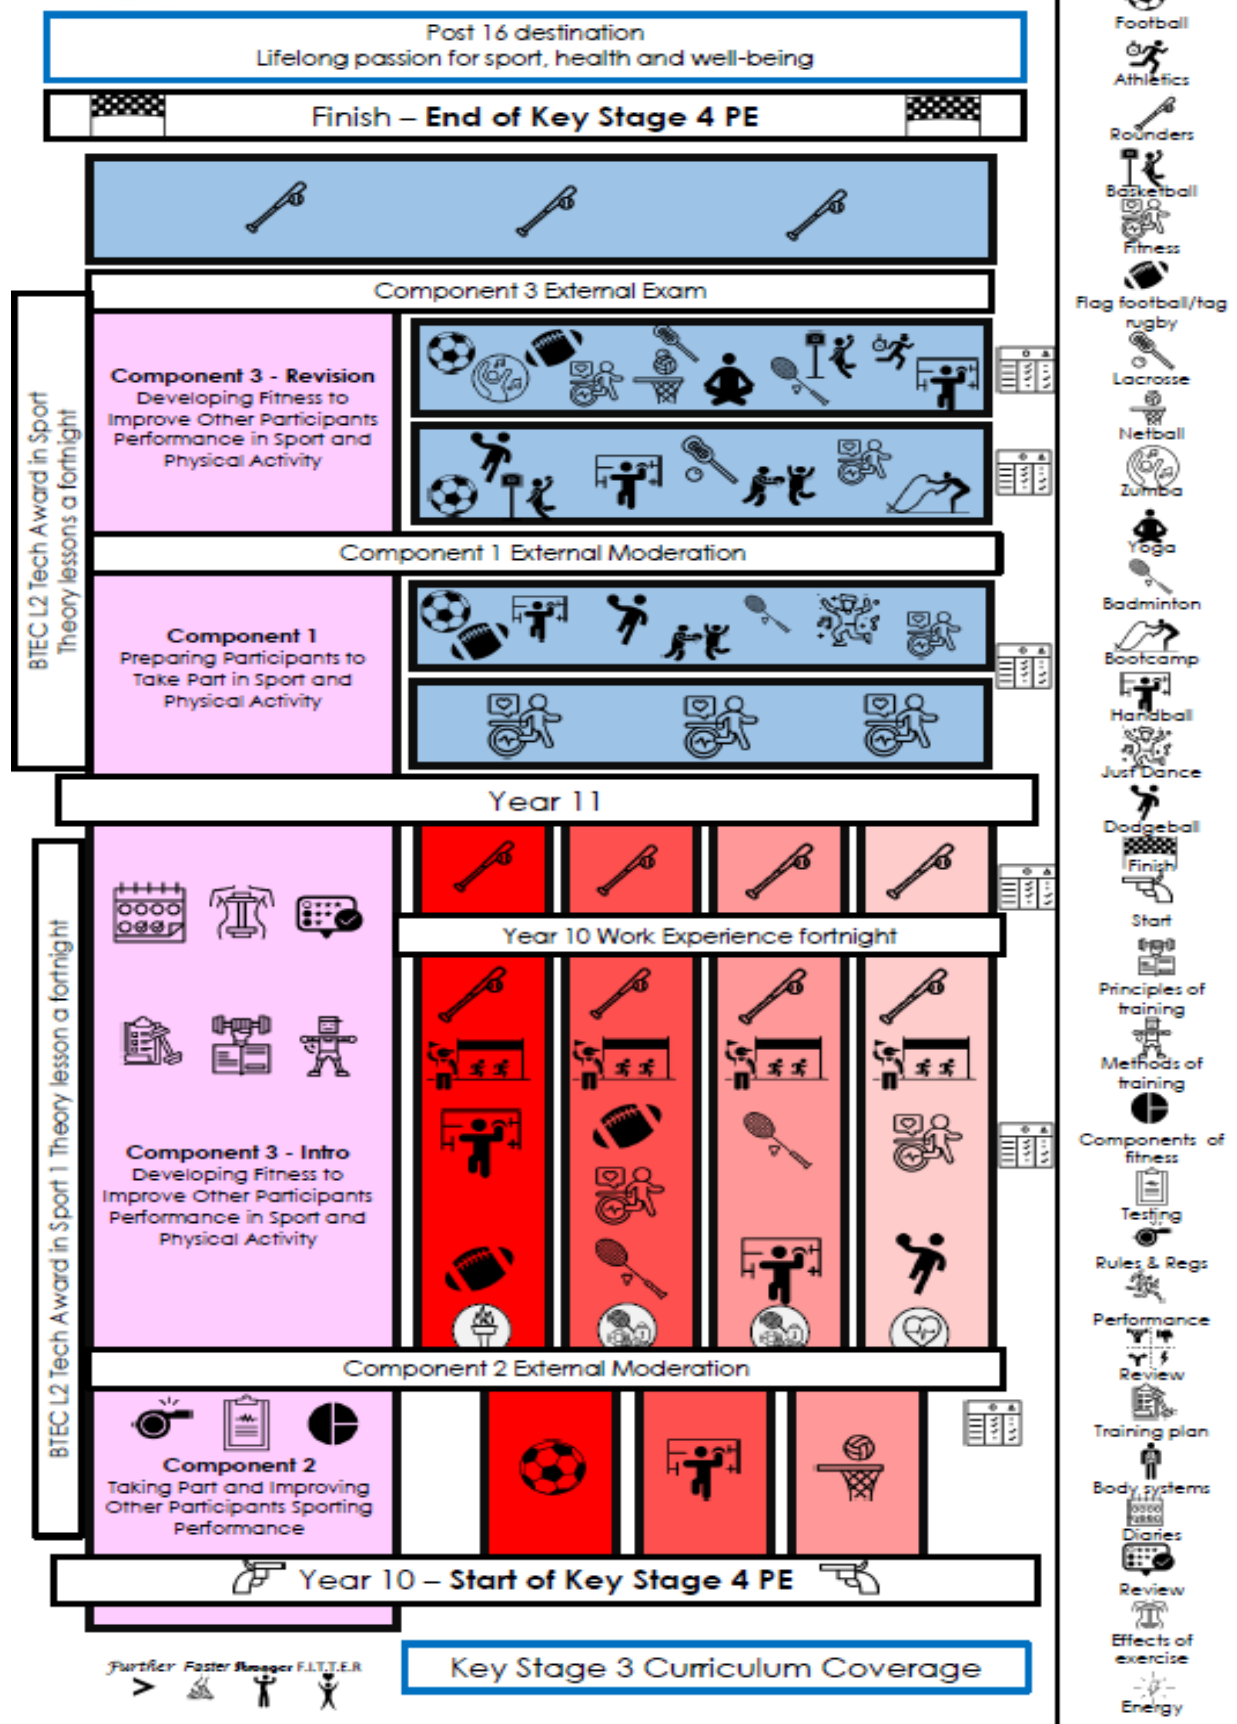 Post 16 destination
Lifelong passion for sport, health and well-being
Finish – End of Key Stage 4 PE
Component 3 External Exam
BTEC L2 Tech Award in Sport
Theory lessons a fortnight
Component 3 - Revision
Developing Fitness to
Improve Other Participants
Performance in Sport and
Physical Activity
Component 1 External Moderation
Component 1
Preparing Participants to
Take Part in Sport and
Physical Activity
Year 11
BTEC L2 Tech Award in Sport 1 Theory lesson a fortnight
Year 10 Work Experience fortnight
Component 3 - Intro
Developing Fitness to
Improve Other Participants
Performance in Sport and
Physical Activity
Component 2 External Moderation
Component 2
Taking Part and Improving
Other Participants Sporting
Performance
Year 10 – Start of Key Stage 4 PE
Further Faster Stronger F.I.T.T.E.R
>
Key Stage 3 Curriculum Coverage
Football
Athletics
Rounders
Basketball
Fitness
Flag football/tag
rugby
Lacrosse
Netball
Zumba
Yoga
Badminton
Bootcamp
Handball
Just Dance
Dodgeball
Finish
Start
Principles of
training
Methods of
training
Components of
fitness
Testing
Rules & Regs
Performance
Review
Training plan
Body systems
Diaries
Review
Effects of
exercise
Energy